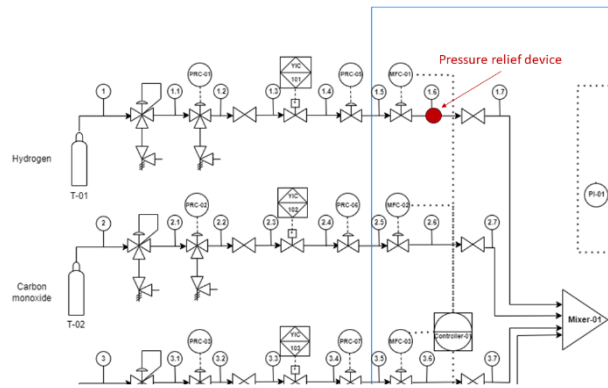 Pressure relief device
PRC-01
YIC
101
PRC-05
MFC-01
1
1.1
1.2
1.3
1.4
1.5
1.6
1.7
Hydrogen
T-01
PI-01
PRC-02
YIC
102
PRC-06
MFC-02
2
2.1
2.2
2.3
2.4
2.5
2.6
2.7
Carbon
monoxide
T-02
Mixer-01
Controller-01
PRC-03
YIC
103
PRC-07
MFC-03
3
3.1
3.2
3.3
3.4
3.5
3.6
3.7